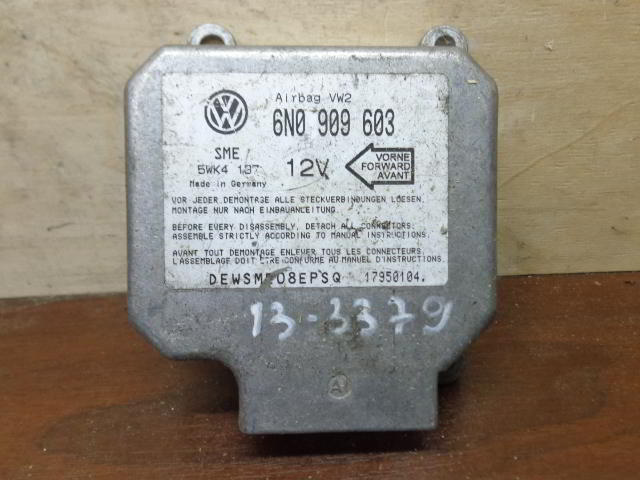 Airbag VW2
6N0 909 603
SME
5WK4 137
12V
VORNE
FORWARD
AVANT
Made in Germany
VOR JEDER DEMONTAGE ALLE STECKVERBINDUNGEN LOESEN.
MONTAGE NUR NACH EINBAUANLEITUNG.
BEFORE EVERY DISASSEMBLY, DETACH ALL CONNECTORS.
ASSEMBLE STRICTLY ACCORDING TO MANUAL INSTRUCTIONS.
AVANT TOUT DEMONTAGE ENLEVER TOUS LES CONNECTEURS.
L'ASSEMBLAGE DOIT ETRE CONFORME AU MANUEL D'INSTRUCTIONS
17950104.
13-3379
A